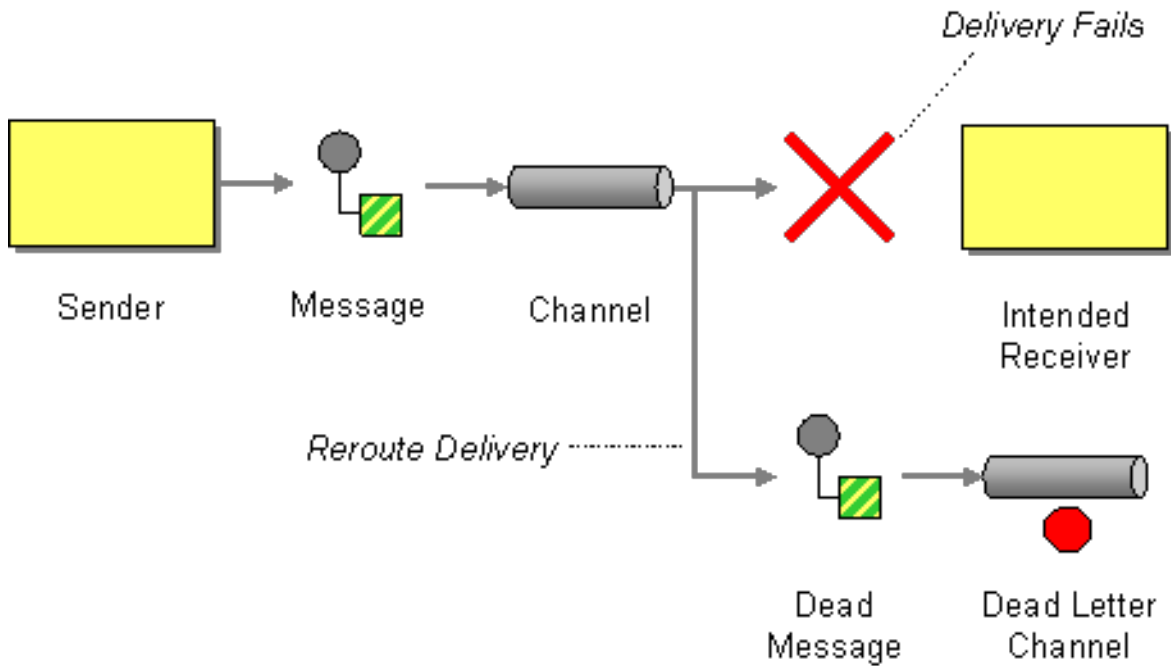 Delivery Fails
Sender
Message
Channel
Intended
Receiver
Reroute Delivery
Dead
Message
Dead Letter
Channel